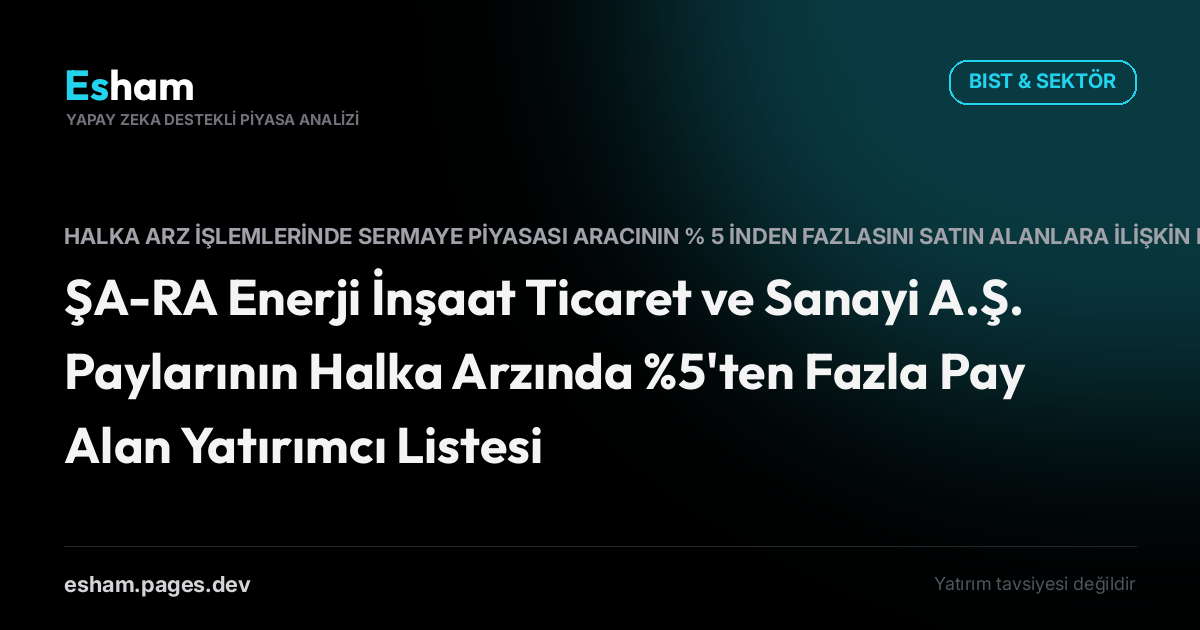 Esham
YAPAY ZEKA DESTEKLİ PİYASA ANALİZİ
BIST & SEKTÖR
HALKA ARZ İŞLEMLERİNDE SERMAYE PİYASASI ARACININ % 5 İNDEN FAZLASINI SATIN ALANLARA İLİŞKİN
ŞA-RA Enerji İnşaat Ticaret ve Sanayi A.Ş.
Paylarının Halka Arzında %5'ten Fazla Pay
Alan Yatırımcı Listesi
esham.pages.dev
Yatırım tavsiyesi değildir